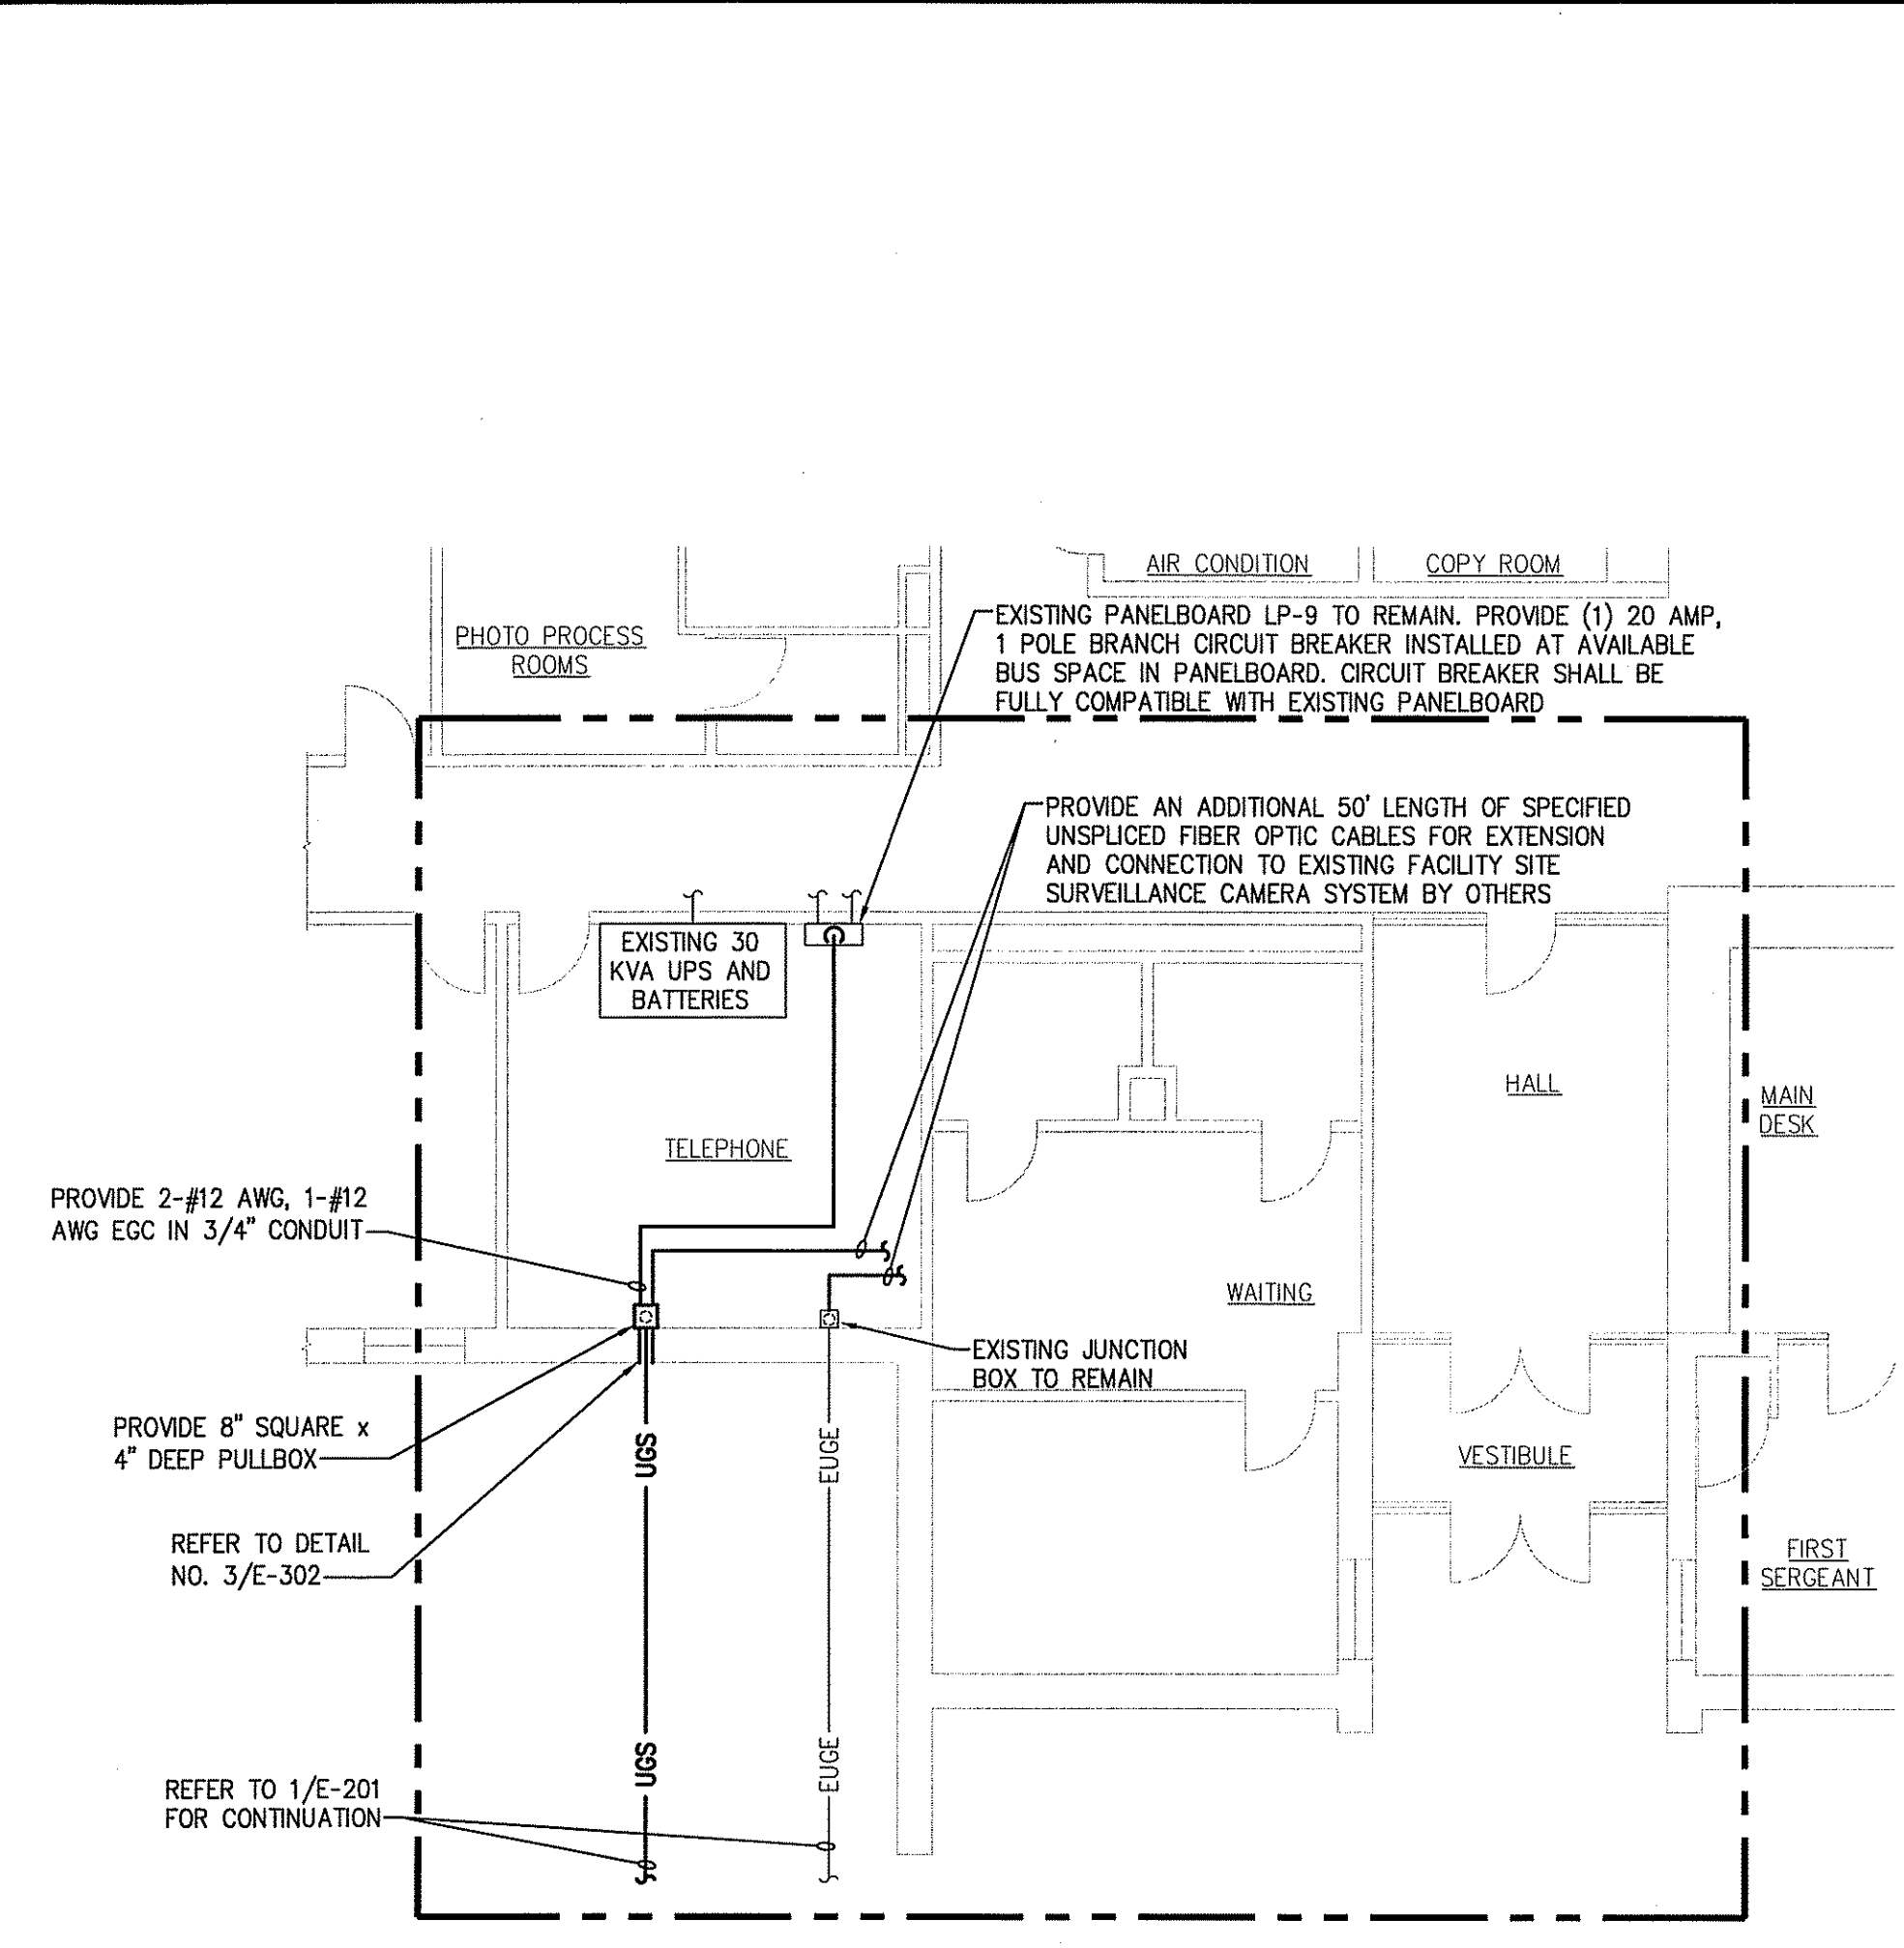 AIR CONDITION
COPY ROOM
EXISTING PANELBOARD LP-9 TO REMAIN. PROVIDE (1) 20 AMP,
1 POLE BRANCH CIRCUIT BREAKER INSTALLED AT AVAILABLE
BUS SPACE IN PANELBOARD. CIRCUIT BREAKER SHALL BE
FULLY COMPATIBLE WITH EXISTING PANELBOARD
PHOTO PROCESS
ROOMS
PROVIDE AN ADDITIONAL 50' LENGTH OF SPECIFIED
UNSPLICED FIBER OPTIC CABLES FOR EXTENSION
AND CONNECTION TO EXISTING FACILITY SITE
SURVEILLANCE CAMERA SYSTEM BY OTHERS
EXISTING 30
KVA UPS AND
BATTERIES
HALL
MAIN
DESK
TELEPHONE
PROVIDE 2-#12 AWG, 1-#12
AWG EGC IN 3/4" CONDUIT
WAITING
EXISTING JUNCTION
BOX TO REMAIN
PROVIDE 8" SQUARE x
4" DEEP PULLBOX
UGS
EUGE
VESTIBULE
REFER TO DETAIL
NO. 3/E-302
FIRST
SERGEANT
UGS
EUGE
REFER TO 1/E-201
FOR CONTINUATION